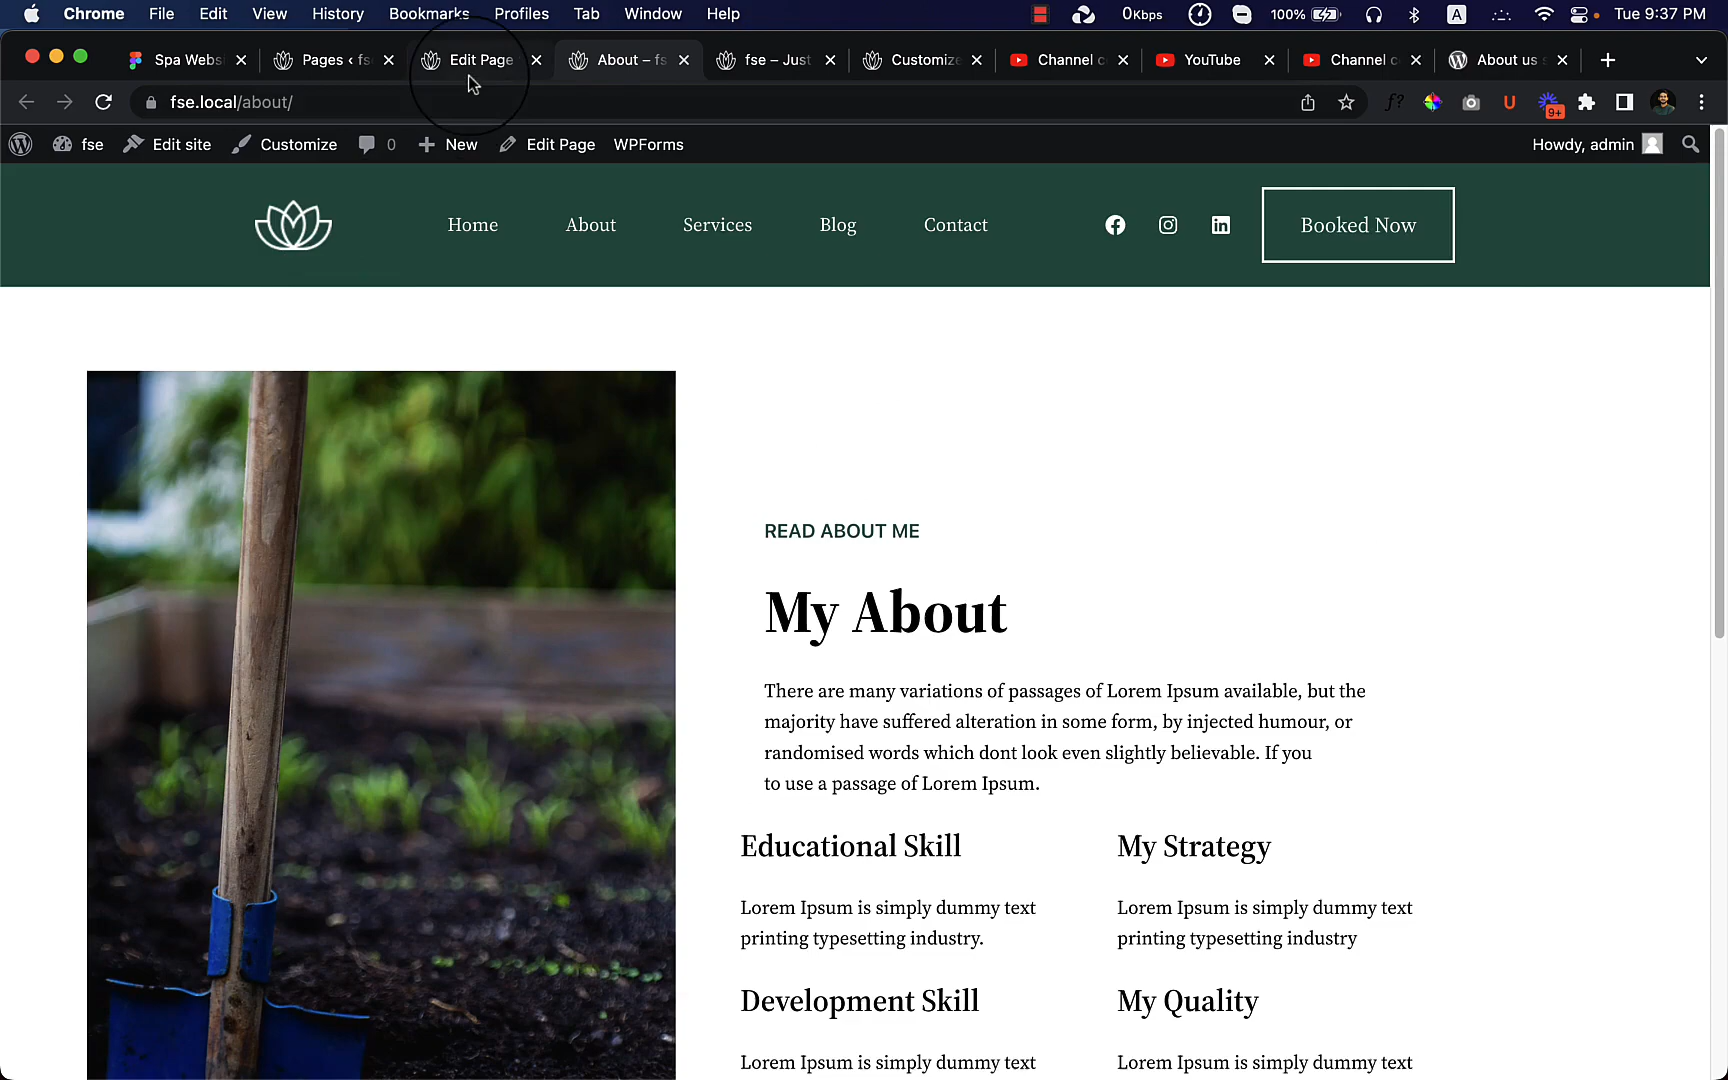 Chrome File Edit View History Bookmarks Profiles Tab Window Help 0Kbps 100% A Tue 9:37 PM
Spa Webs Pages ‹ fs Edit Page About – fs fse – Just Customize Channel c YouTube Channel c About us s
fse.local/about/ f? U 9+
fse Edit site Customize 0 New Edit Page WPForms Howdy, admin
Home About Services Blog Contact Booked Now
READ ABOUT ME
My About
There are many variations of passages of Lorem Ipsum available, but the
majority have suffered alteration in some form, by injected humour, or
randomised words which dont look even slightly believable. If you
to use a passage of Lorem Ipsum.
Educational Skill
Lorem Ipsum is simply dummy text
printing typesetting industry.
My Strategy
Lorem Ipsum is simply dummy text
printing typesetting industry
Development Skill
Lorem Ipsum is simply dummy text
My Quality
Lorem Ipsum is simply dummy text